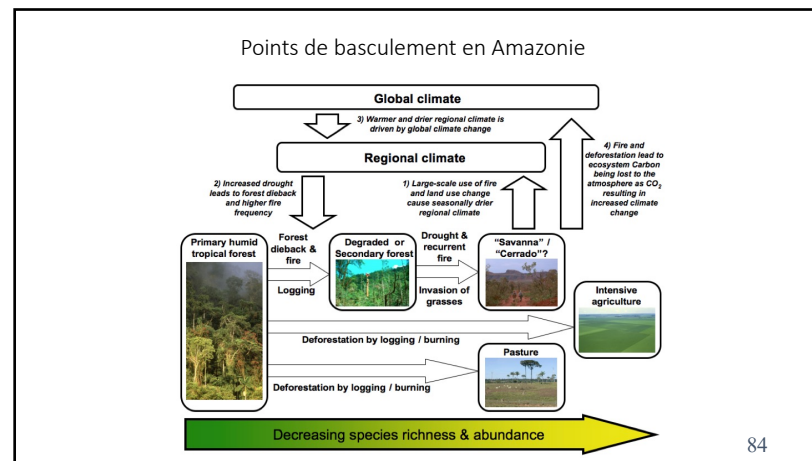 Points de basculement en Amazonie
Global climate
3) Warmer and drier regional climate is
driven by global climate change
Regional climate
4) Fire and
deforestation lead to
ecosystem Carbon
being lost to the
atmosphere as CO2
resulting in
increased climate
change
2) Increased drought
leads to forest dieback
and higher fire
frequency
1) Large-scale use of fire
and land use change
cause seasonally drier
regional climate
Primary humid
tropical forest
Forest
dieback &
fire
Logging
Degraded or
Secondary forest
Drought &
recurrent
fire
Invasion of
grasses
"Savanna" /
"Cerrado"?
Intensive
agriculture
Deforestation by logging / burning
Pasture
Deforestation by logging / burning
Decreasing species richness & abundance
84